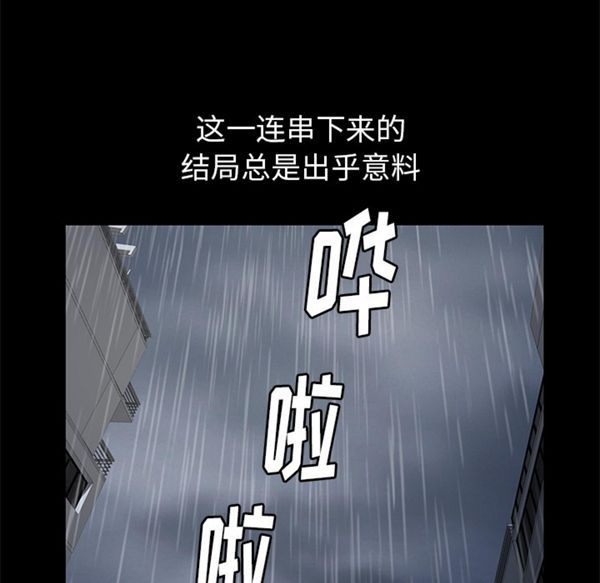 这一连串下来的
结局总是出乎意料
哗
啦
啦